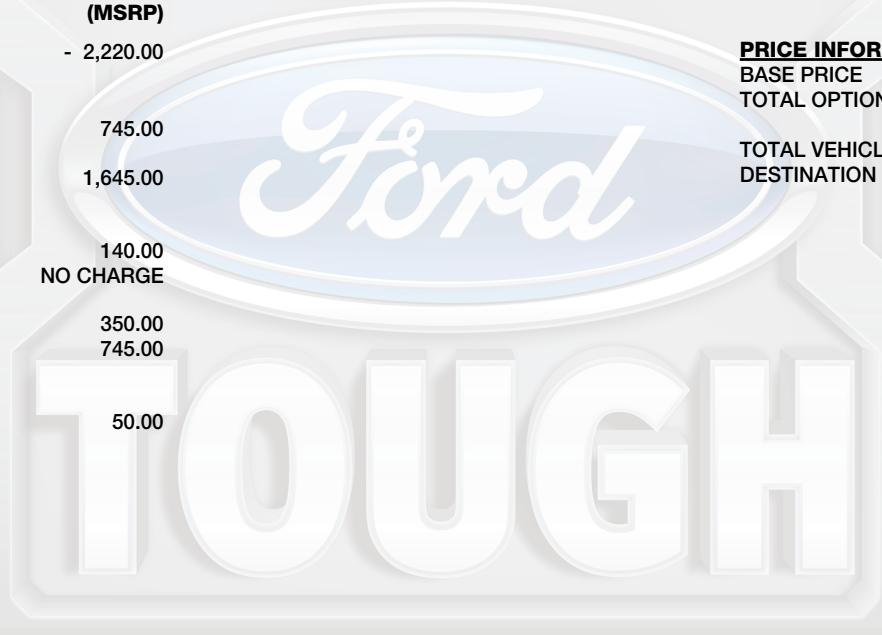 (MSRP)
- 2,220.00
745.00
1,645.00
140.00
NO CHARGE
350.00
745.00
50.00
PRICE INFOR
BASE PRICE
TOTAL OPTION
TOTAL VEHICL
DESTINATION
Ford
TOUGH